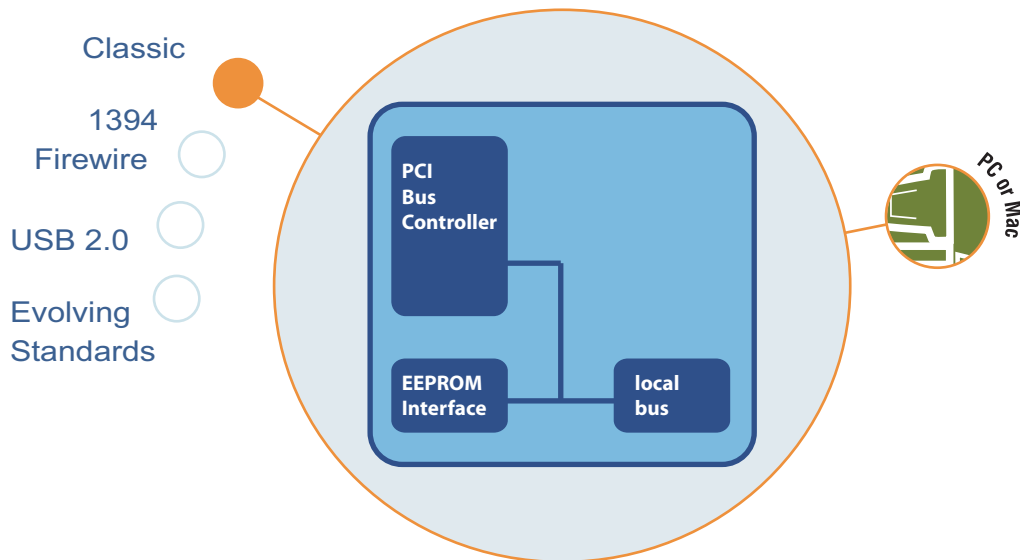 Classic
1394
Firewire
USB 2.0
Evolving
Standards
PCI
Bus
Controller
EEPROM
Interface
local
bus
PC or Mac